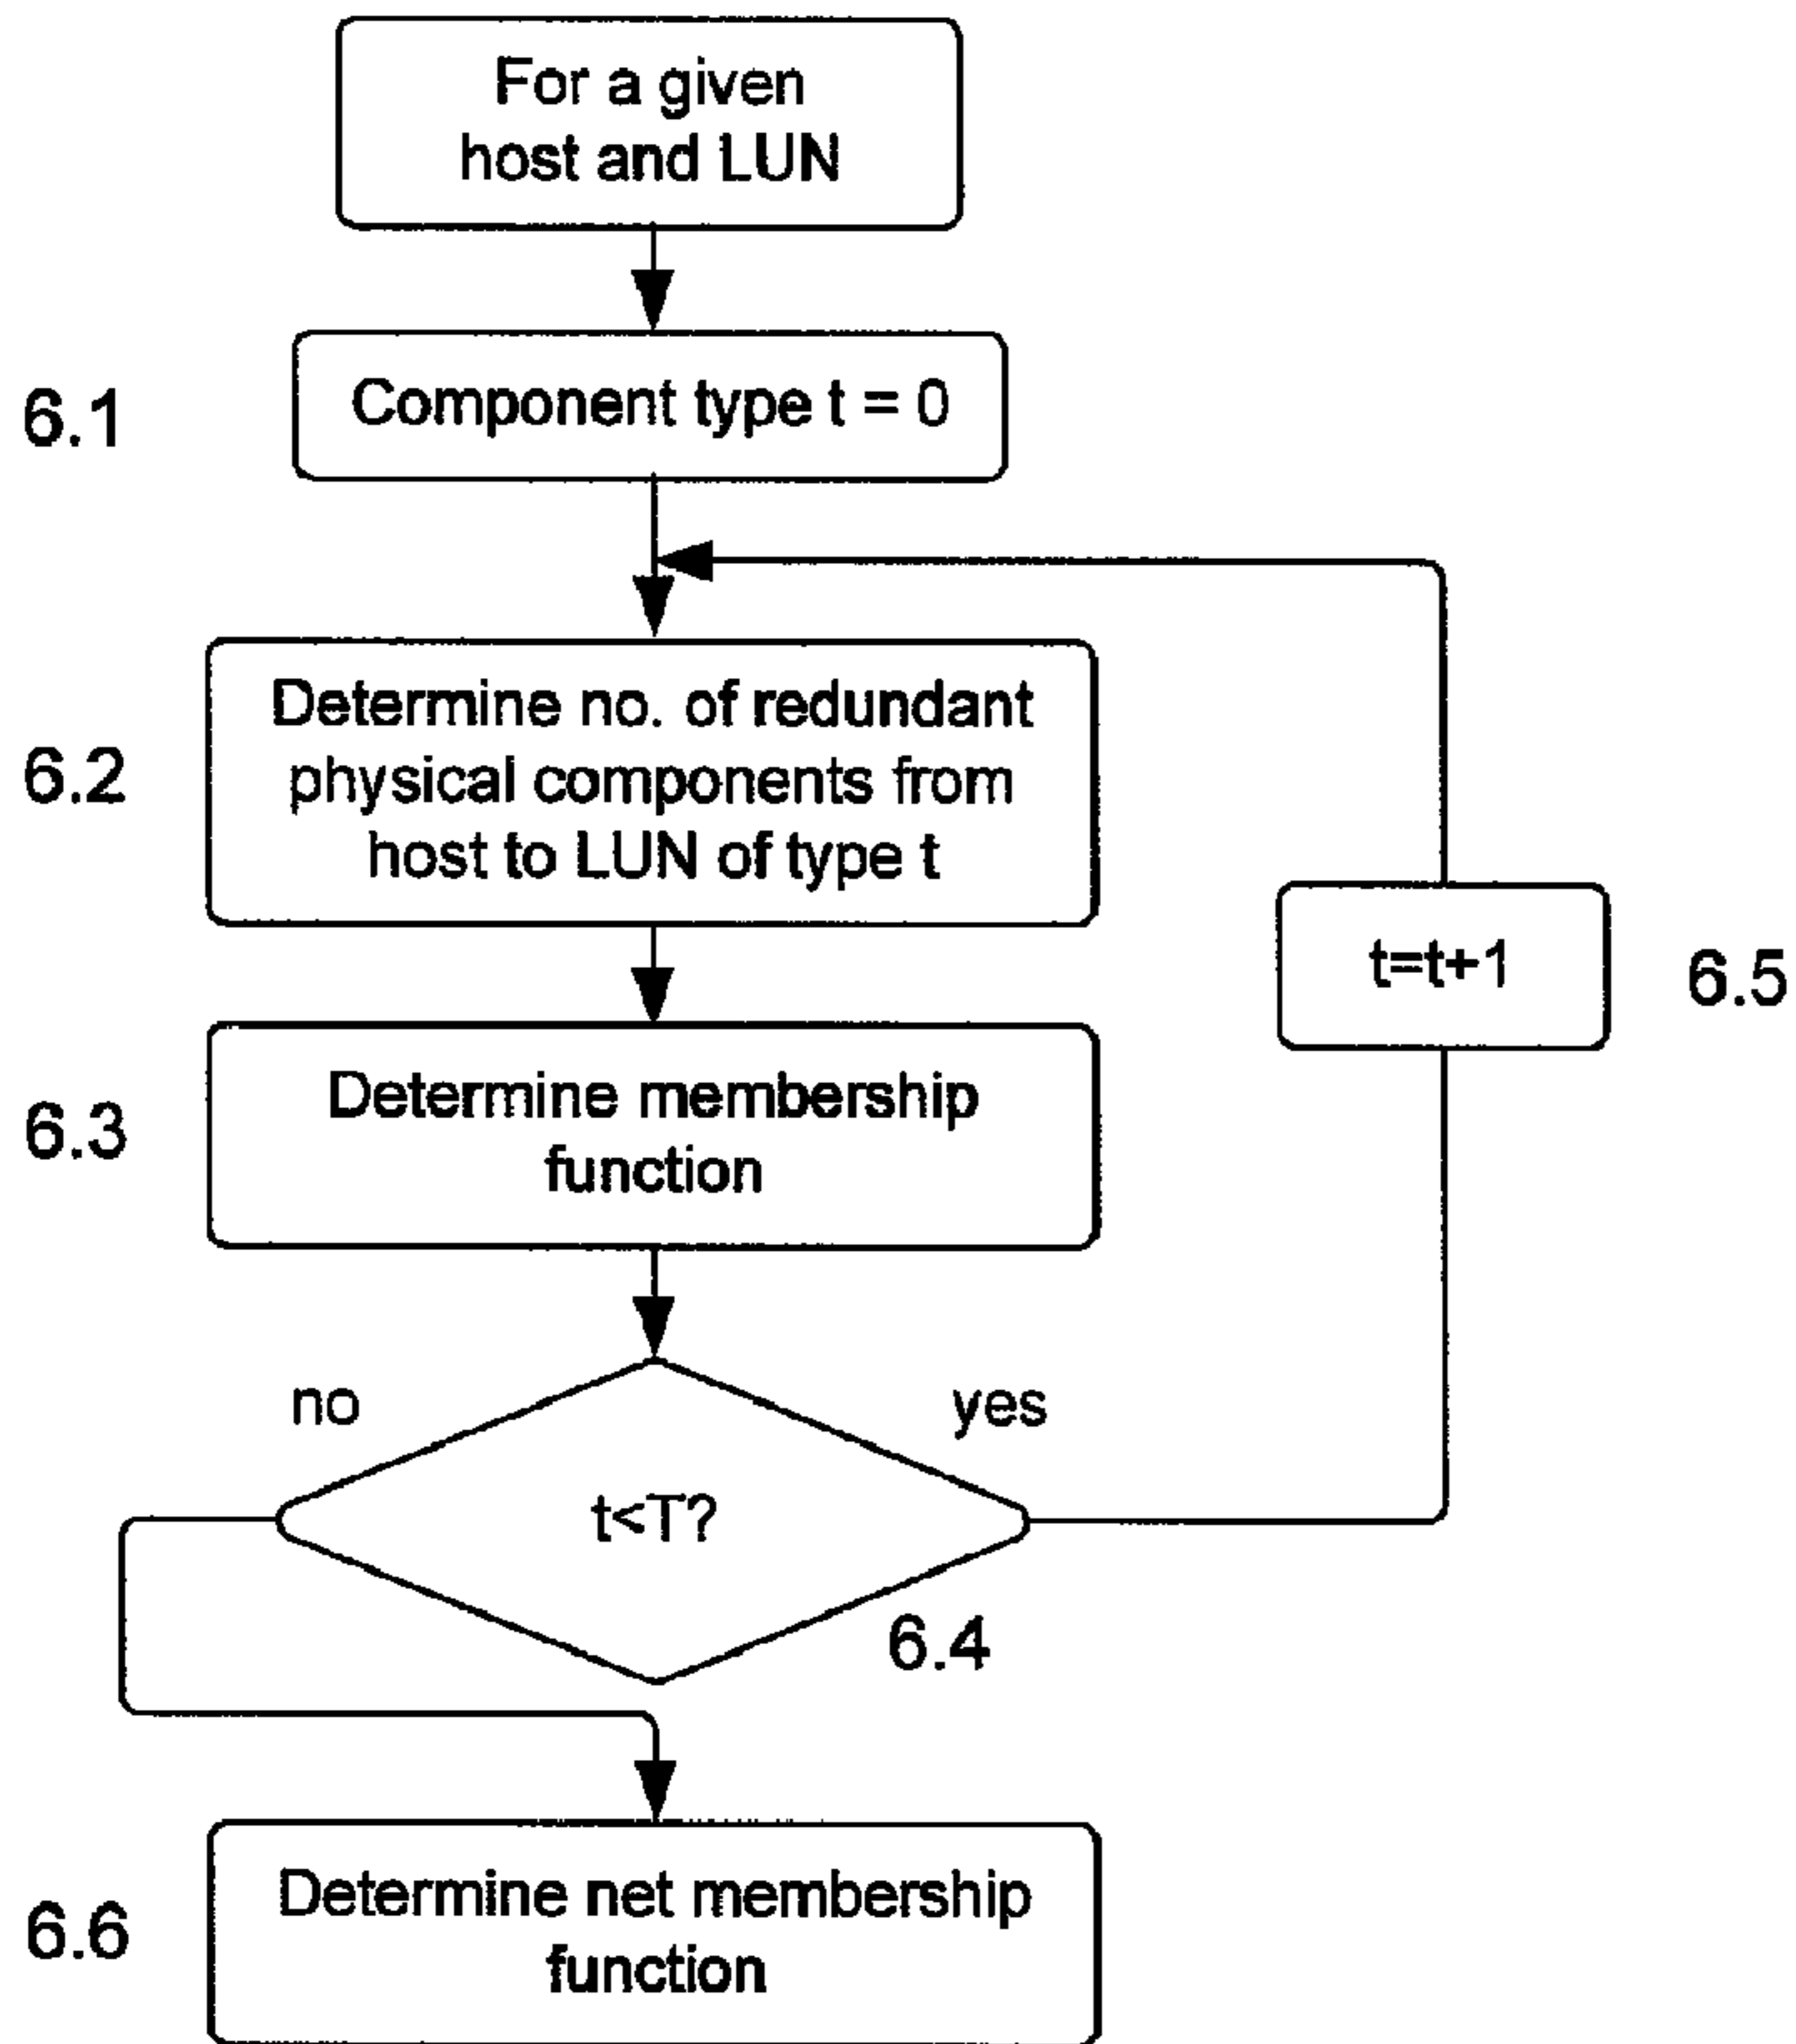 For a given
host and LUN
6.1
Component type t = 0
6.2
Determine no. of redundant
physical components from
host to LUN of type t
t=t+1
6.5
6.3
Determine membership
function
no
yes
t<T?
6.4
6.6
Determine net membership
function